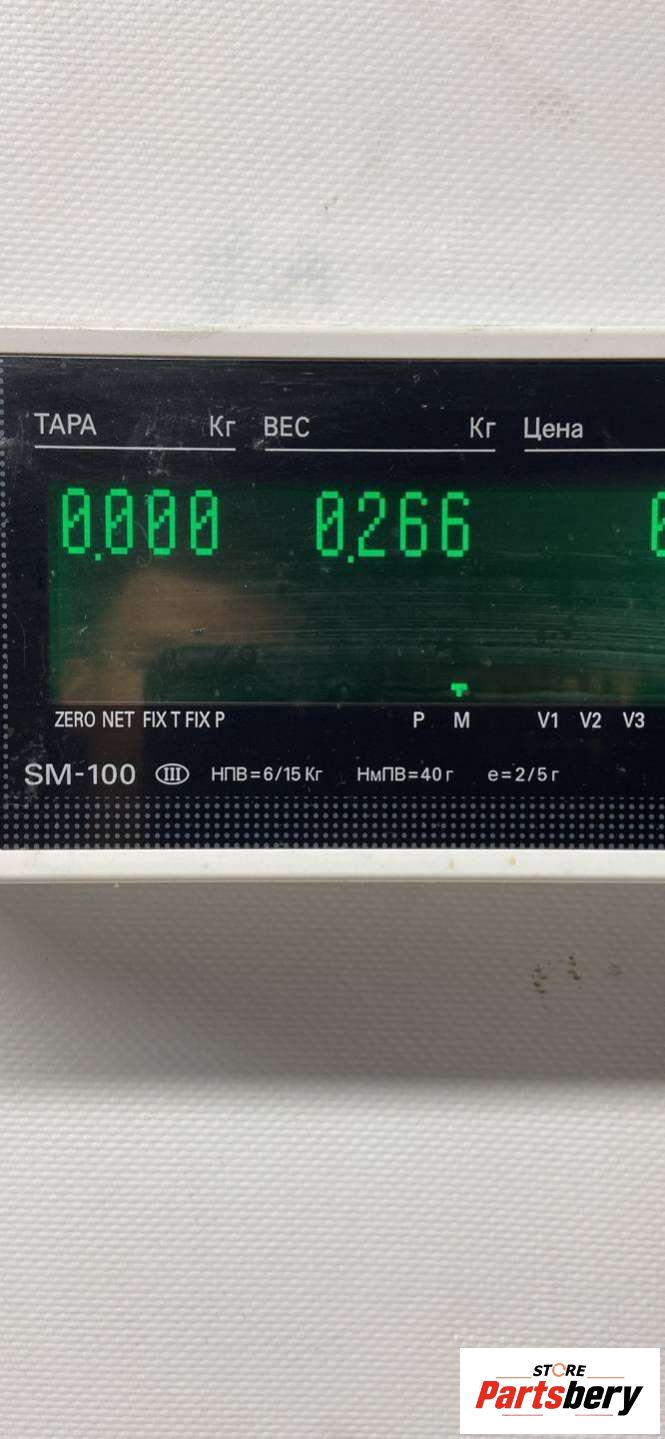 ТАРА Кг ВЕС Кг Цена
0.000 0.266
ZERO NET FIX T FIX P P M V1 V2 V3
SM-100 III НПВ=6/15 Кг НмПВ=40 г e=2/5 г
STORE
Partsbery